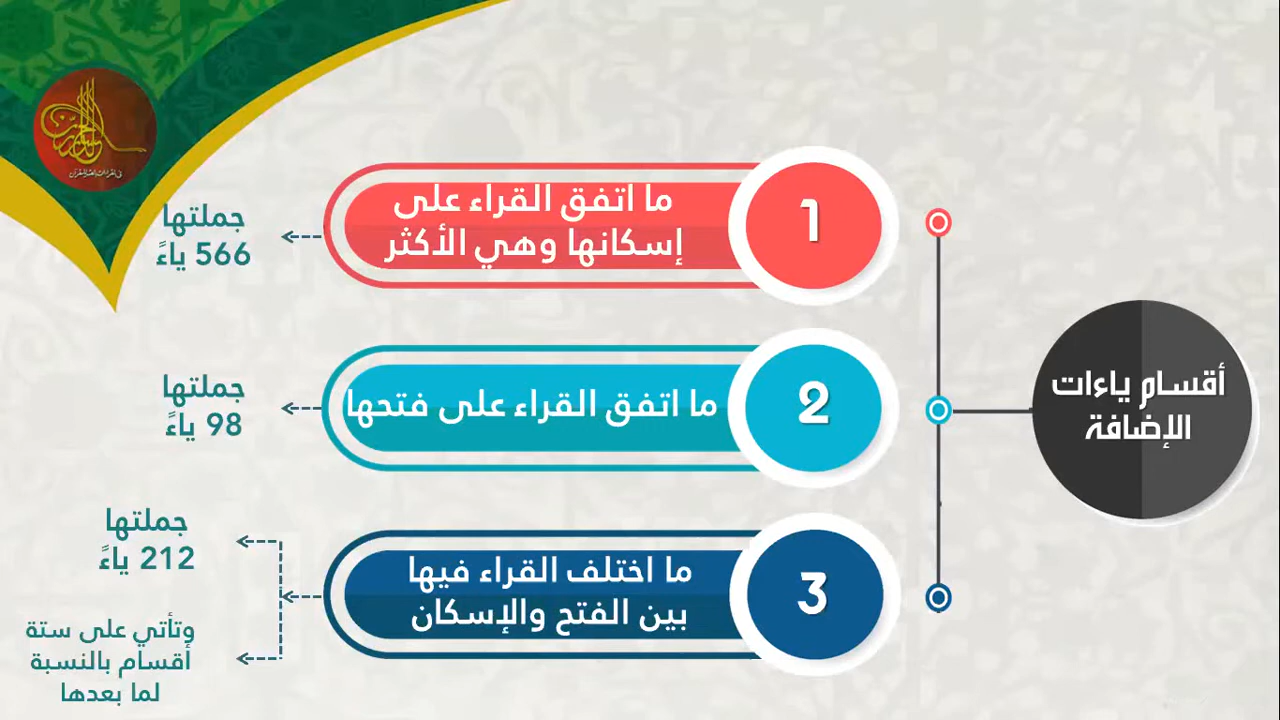 أقسام ياءات
الإضافة
1
ما اتفق القراء على
إسكانها وهي الأكثر
جملتها
566 ياءً
2
ما اتفق القراء على فتحها
جملتها
98 ياءً
3
ما اختلف القراء فيها
بين الفتح والإسكان
جملتها
212 ياءً
وتأتي على ستة
أقسام بالنسبة
لما بعدها